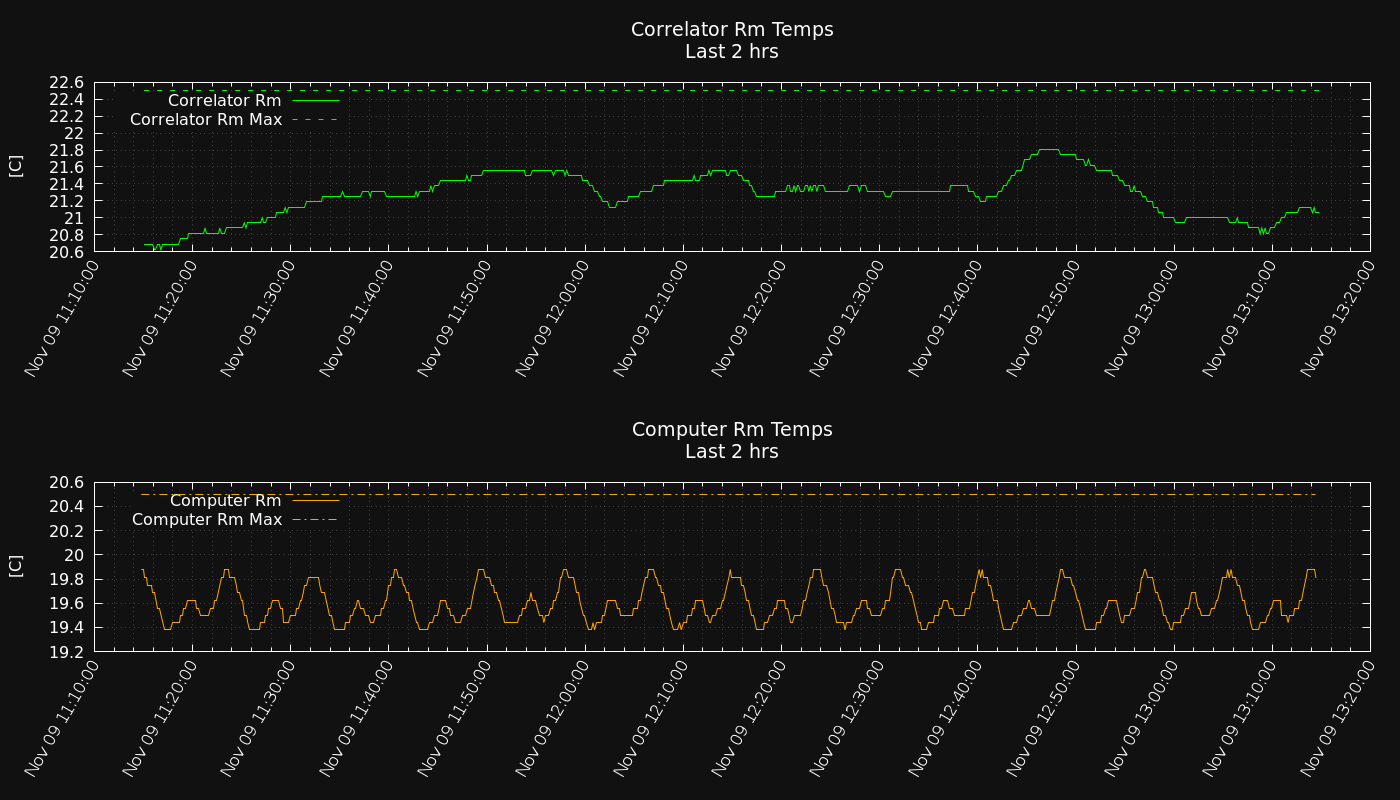 Correlator Rm Temps
Last 2 hrs
[C]
22.6
22.4
22.2
22
21.8
21.6
21.4
21.2
21
20.8
20.6
Correlator Rm
Correlator Rm Max
Nov 09 11:10:00
Nov 09 11:20:00
Nov 09 11:30:00
Nov 09 11:40:00
Nov 09 11:50:00
Nov 09 12:00:00
Nov 09 12:10:00
Nov 09 12:20:00
Nov 09 12:30:00
Nov 09 12:40:00
Nov 09 12:50:00
Nov 09 13:00:00
Nov 09 13:10:00
Nov 09 13:20:00
Computer Rm Temps
Last 2 hrs
[C]
20.6
20.4
20.2
20
19.8
19.6
19.4
19.2
Computer Rm
Computer Rm Max
Nov 09 11:10:00
Nov 09 11:20:00
Nov 09 11:30:00
Nov 09 11:40:00
Nov 09 11:50:00
Nov 09 12:00:00
Nov 09 12:10:00
Nov 09 12:20:00
Nov 09 12:30:00
Nov 09 12:40:00
Nov 09 12:50:00
Nov 09 13:00:00
Nov 09 13:10:00
Nov 09 13:20:00